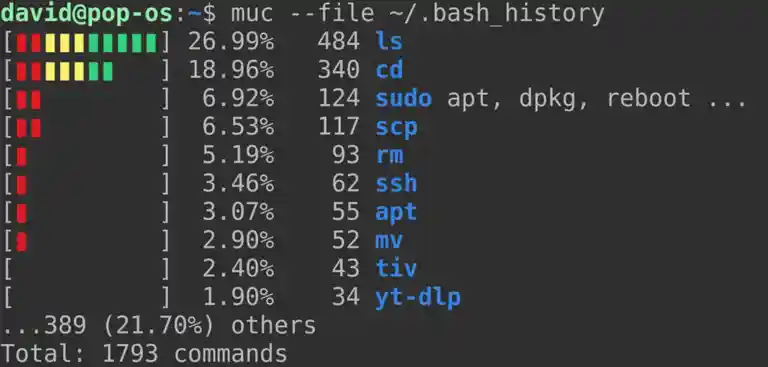 david@pop-os:~$ muc --file ~/.bash_history
[▮▮▮▮▮▮▮▮▮▮] 26.99%   484 ls
[▮▮▮▮▮▮▮   ] 18.96%   340 cd
[▮▮        ]  6.92%   124 sudo apt, dpkg, reboot ...
[▮▮        ]  6.53%   117 scp
[▮         ]  5.19%    93 rm
[▮         ]  3.46%    62 ssh
[▮         ]  3.07%    55 apt
[▮         ]  2.90%    52 mv
[          ]  2.40%    43 tiv
[          ]  1.90%    34 yt-dlp
...389 (21.70%) others
Total: 1793 commands